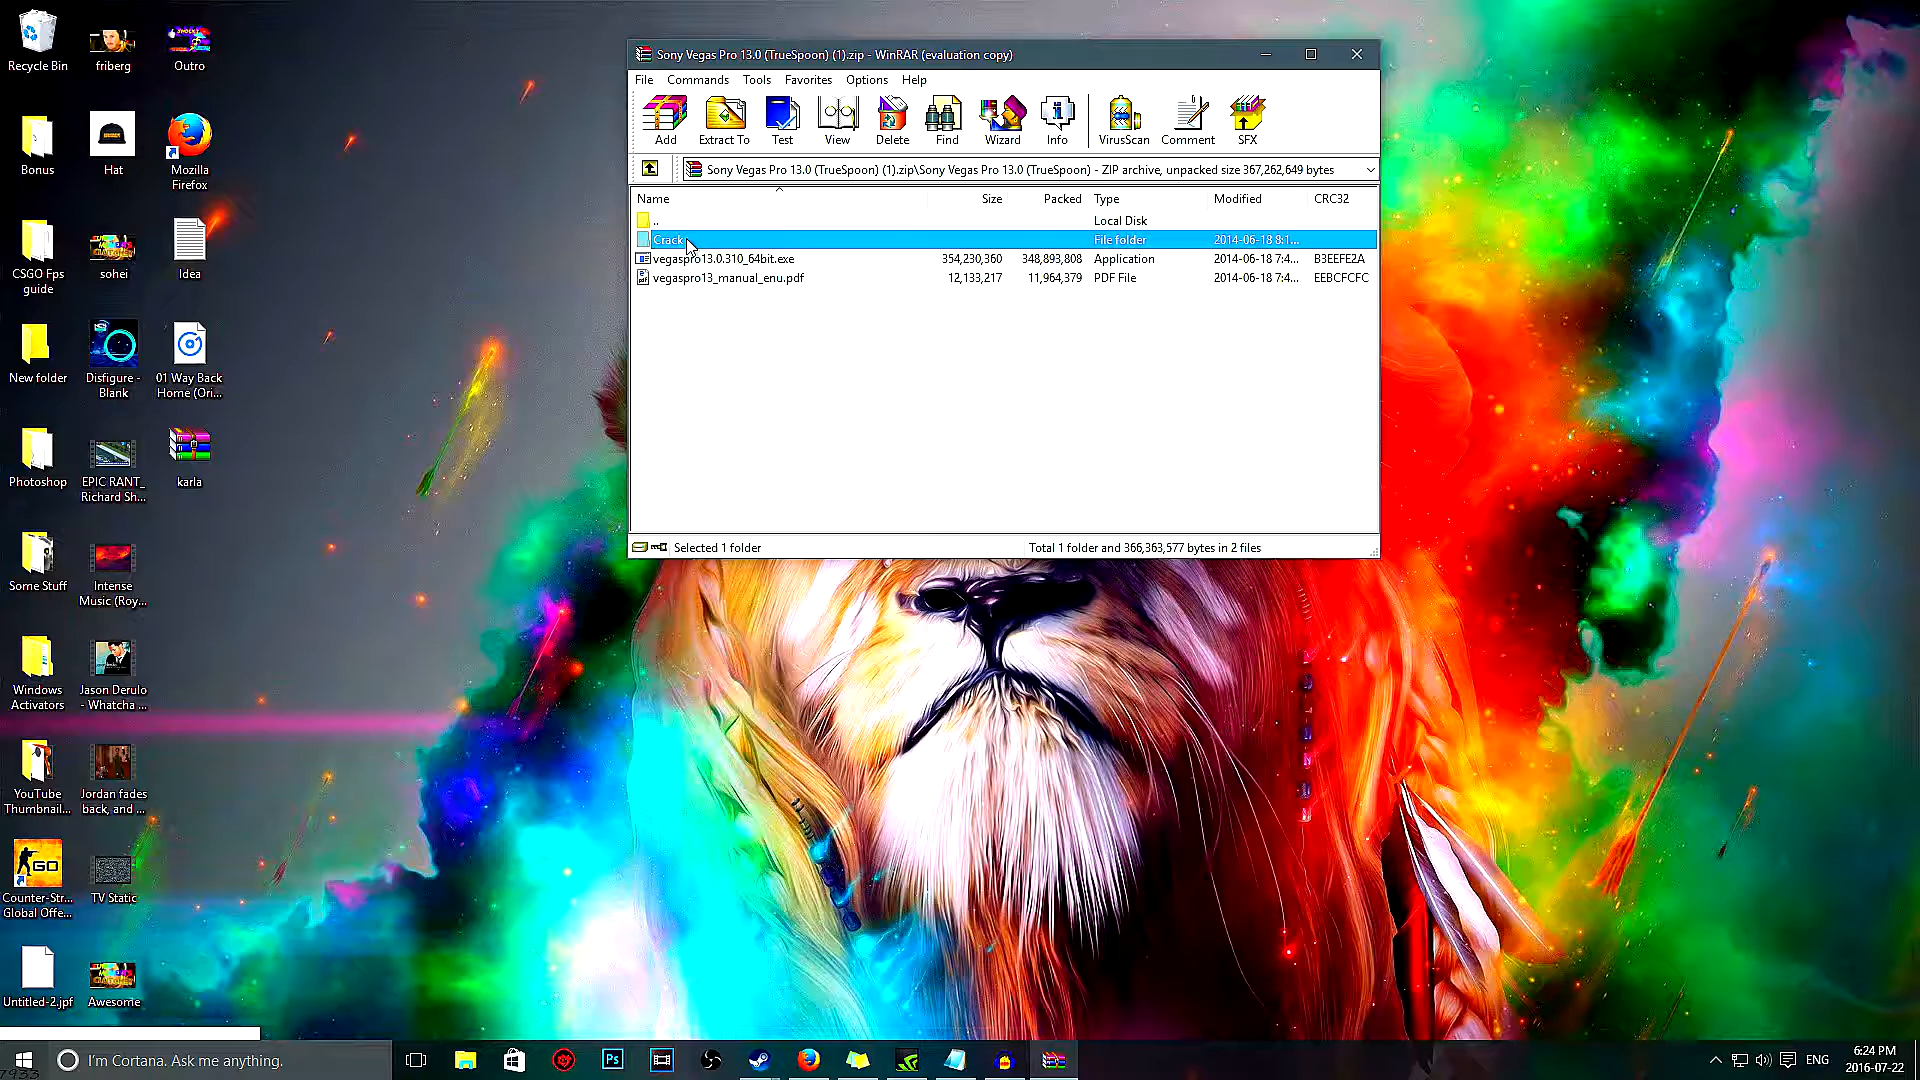 Recycle Bin
friberg
Outro
Bonus
Hat
Mozilla
Firefox
CSGO Fps
guide
sohei
Idea
New folder
Disfigure -
Blank
01 Way Back
Home (Ori...
Photoshop
EPIC RANT_
Richard Sh...
karla
Some Stuff
Intense
Music (Roy...
Windows
Activators
Jason Derulo
- Whatcha ...
YouTube
Thumbnail...
Jordan fades
back, and ...
GO
Counter-Str...
Global Offe...
TV Static
Untitled-2.jpf
Awesome
Sony Vegas Pro 13.0 (TrueSpoon) (1).zip - WinRAR (evaluation copy)
File Commands Tools Favorites Options Help
Add Extract To Test View Delete Find Wizard Info VirusScan Comment SFX
Sony Vegas Pro 13.0 (TrueSpoon) (1).zip\Sony Vegas Pro 13.0 (TrueSpoon) - ZIP archive, unpacked size 367,262,649 bytes
Name Size Packed Type Modified CRC32
.. Local Disk
Crack File folder 2014-06-18 8:1...
vegaspro13.0.310_64bit.exe 354,230,360 348,893,808 Application 2014-06-18 7:4... B3EEFE2A
vegaspro13_manual_enu.pdf 12,133,217 11,964,379 PDF File 2014-06-18 7:4... EEBCFCFC
Selected 1 folder Total 1 folder and 366,363,577 bytes in 2 files
I'm Cortana. Ask me anything.
Ps
ENG
6:24 PM
2016-07-22